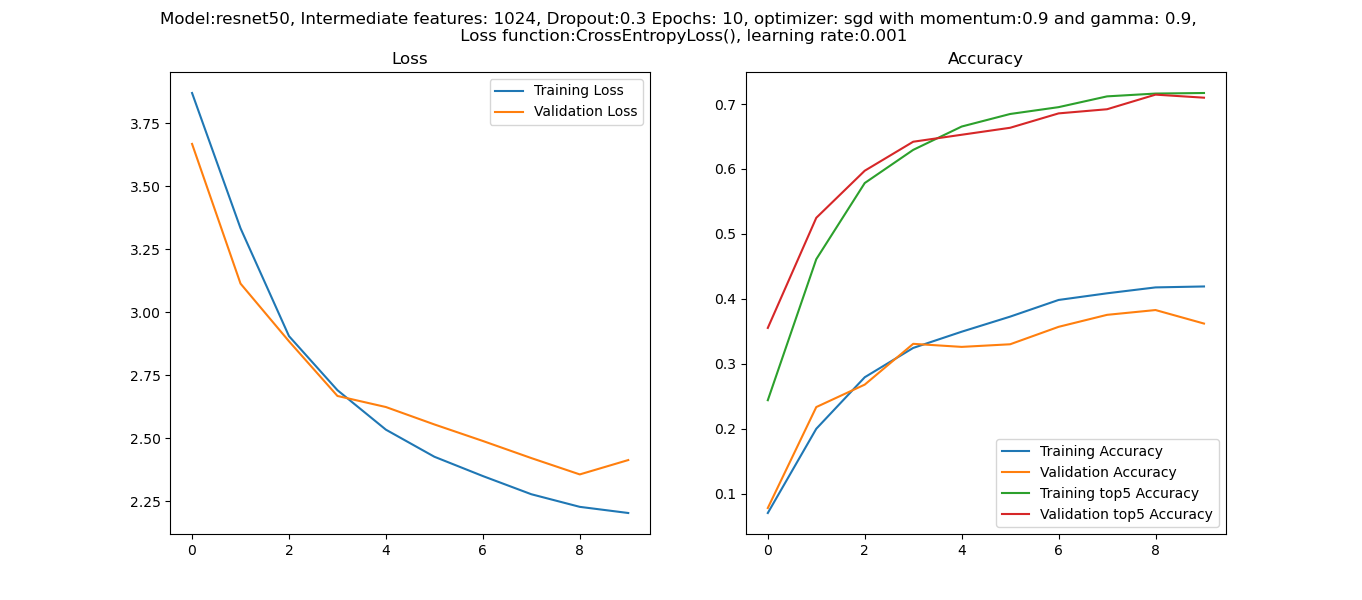 Model:resnet50, Intermediate features: 1024, Dropout:0.3 Epochs: 10, optimizer: sgd with momentum:0.9 and gamma: 0.9,
Loss function:CrossEntropyLoss(), learning rate:0.001
Loss
Training Loss
Validation Loss
3.75
3.50
3.25
3.00
2.75
2.50
2.25
0 2 4 6 8
Accuracy
0.7
0.6
0.5
0.4
0.3
0.2
0.1
Training Accuracy
Validation Accuracy
Training top5 Accuracy
Validation top5 Accuracy
0 2 4 6 8